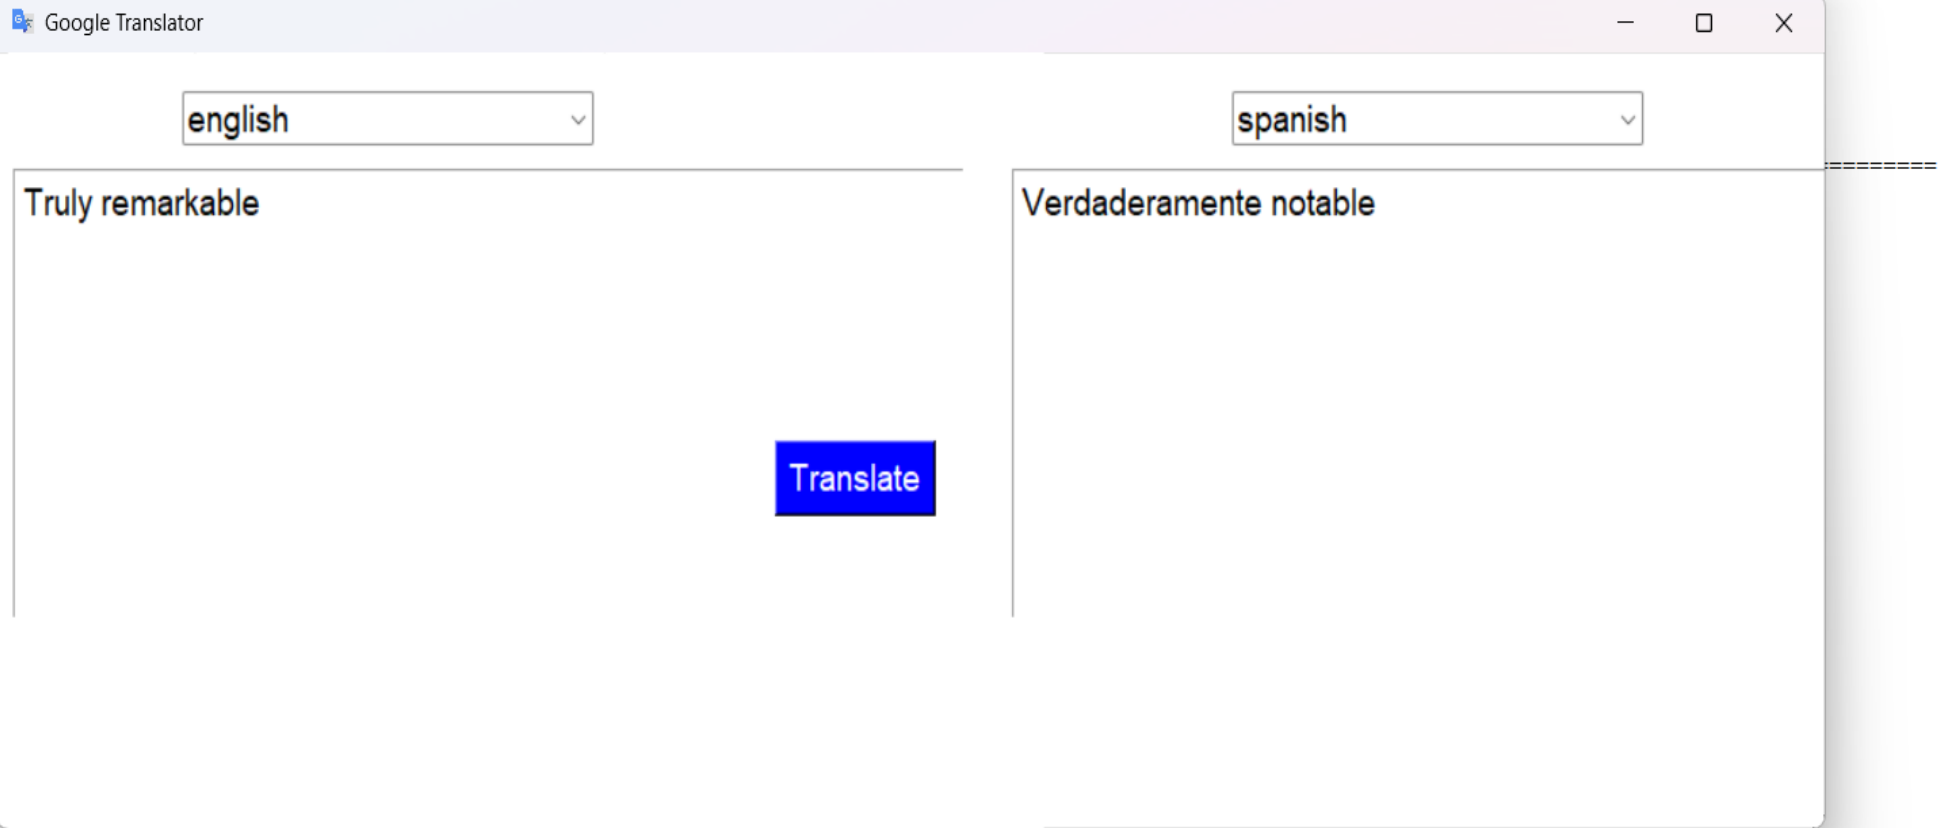 Google Translator
english
spanish
=========
Truly remarkable
Verdaderamente notable
Translate